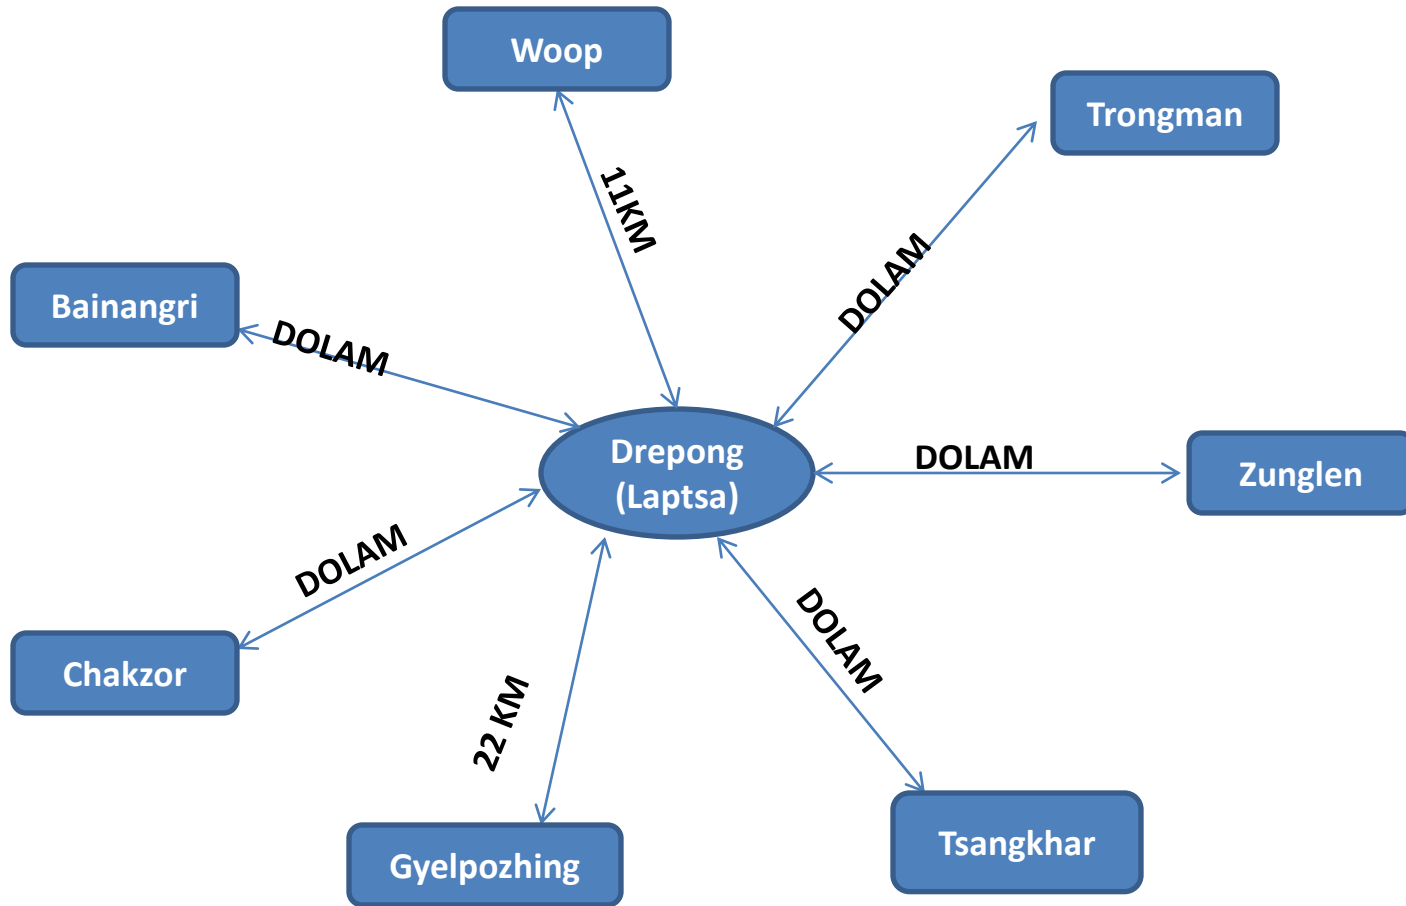 Woop
Trongman
11KM
DOLAM
Bainangri
DOLAM
Drepong
(Laptsa)
DOLAM
Zunglen
DOLAM
DOLAM
Chakzor
22 KM
Tsangkhar
Gyelpozhing